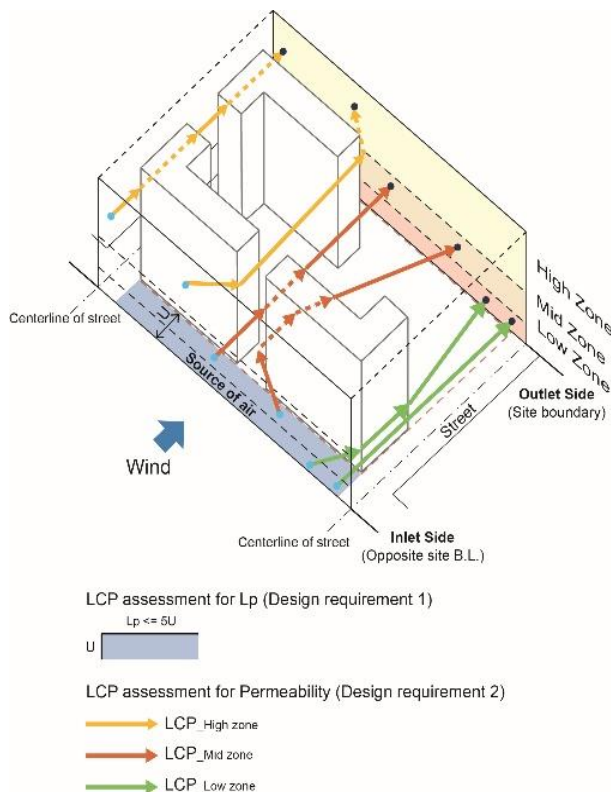 High Zone
Mid Zone
Low Zone
Centerline of street
U
Source of air
Outlet Side
(Site boundary)
Street
Wind
Centerline of street
Inlet Side
(Opposite site B.L.)
LCP assessment for Lp (Design requirement 1)
Lp <= 5U
U
LCP assessment for Permeability (Design requirement 2)
LCP_High zone
LCP_Mid zone
LCP_Low zone